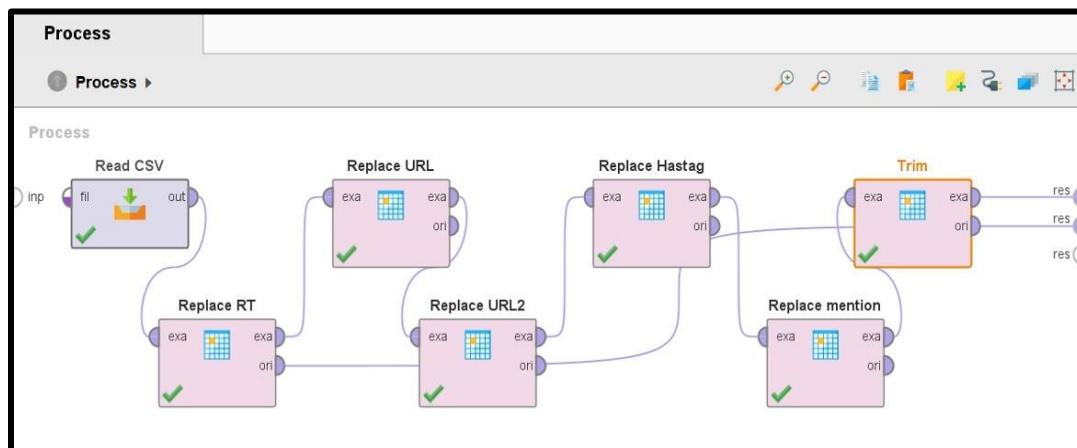 Process
Process
Process
Read CSV
inp
fil
out
Replace URL
exa
exa
ori
Replace Hastag
exa
exa
ori
Trim
exa
exa
ori
res
res
res
Replace RT
exa
exa
ori
Replace URL2
exa
exa
ori
Replace mention
exa
exa
ori